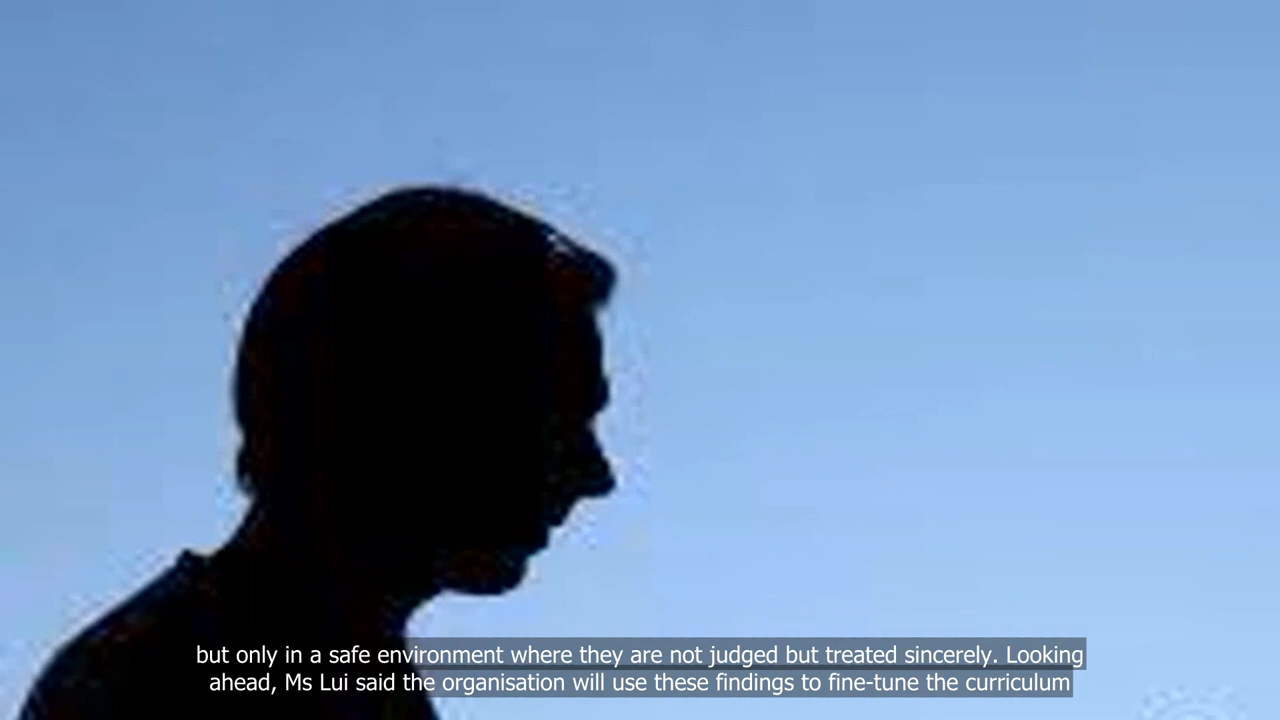 but only in a safe environment where they are not judged but treated sincerely. Looking
ahead, Ms Lui said the organisation will use these findings to fine-tune the curriculum